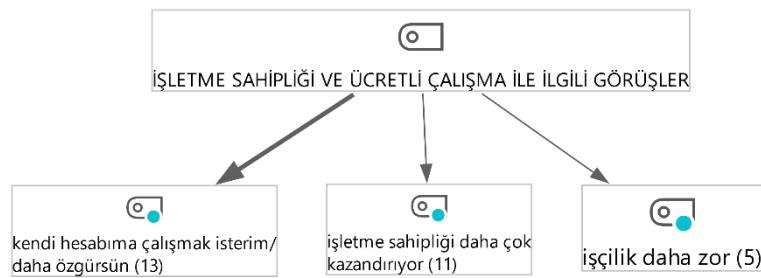 İŞLETME SAHİPLİĞİ VE ÜCRETLİ ÇALIŞMA İLE İLGİLİ GÖRÜŞLER
kendi hesabıma çalışmak isterim/
daha özgürsün (13)
işletme sahipliği daha çok
kazandırıyor (11)
işçilik daha zor (5)